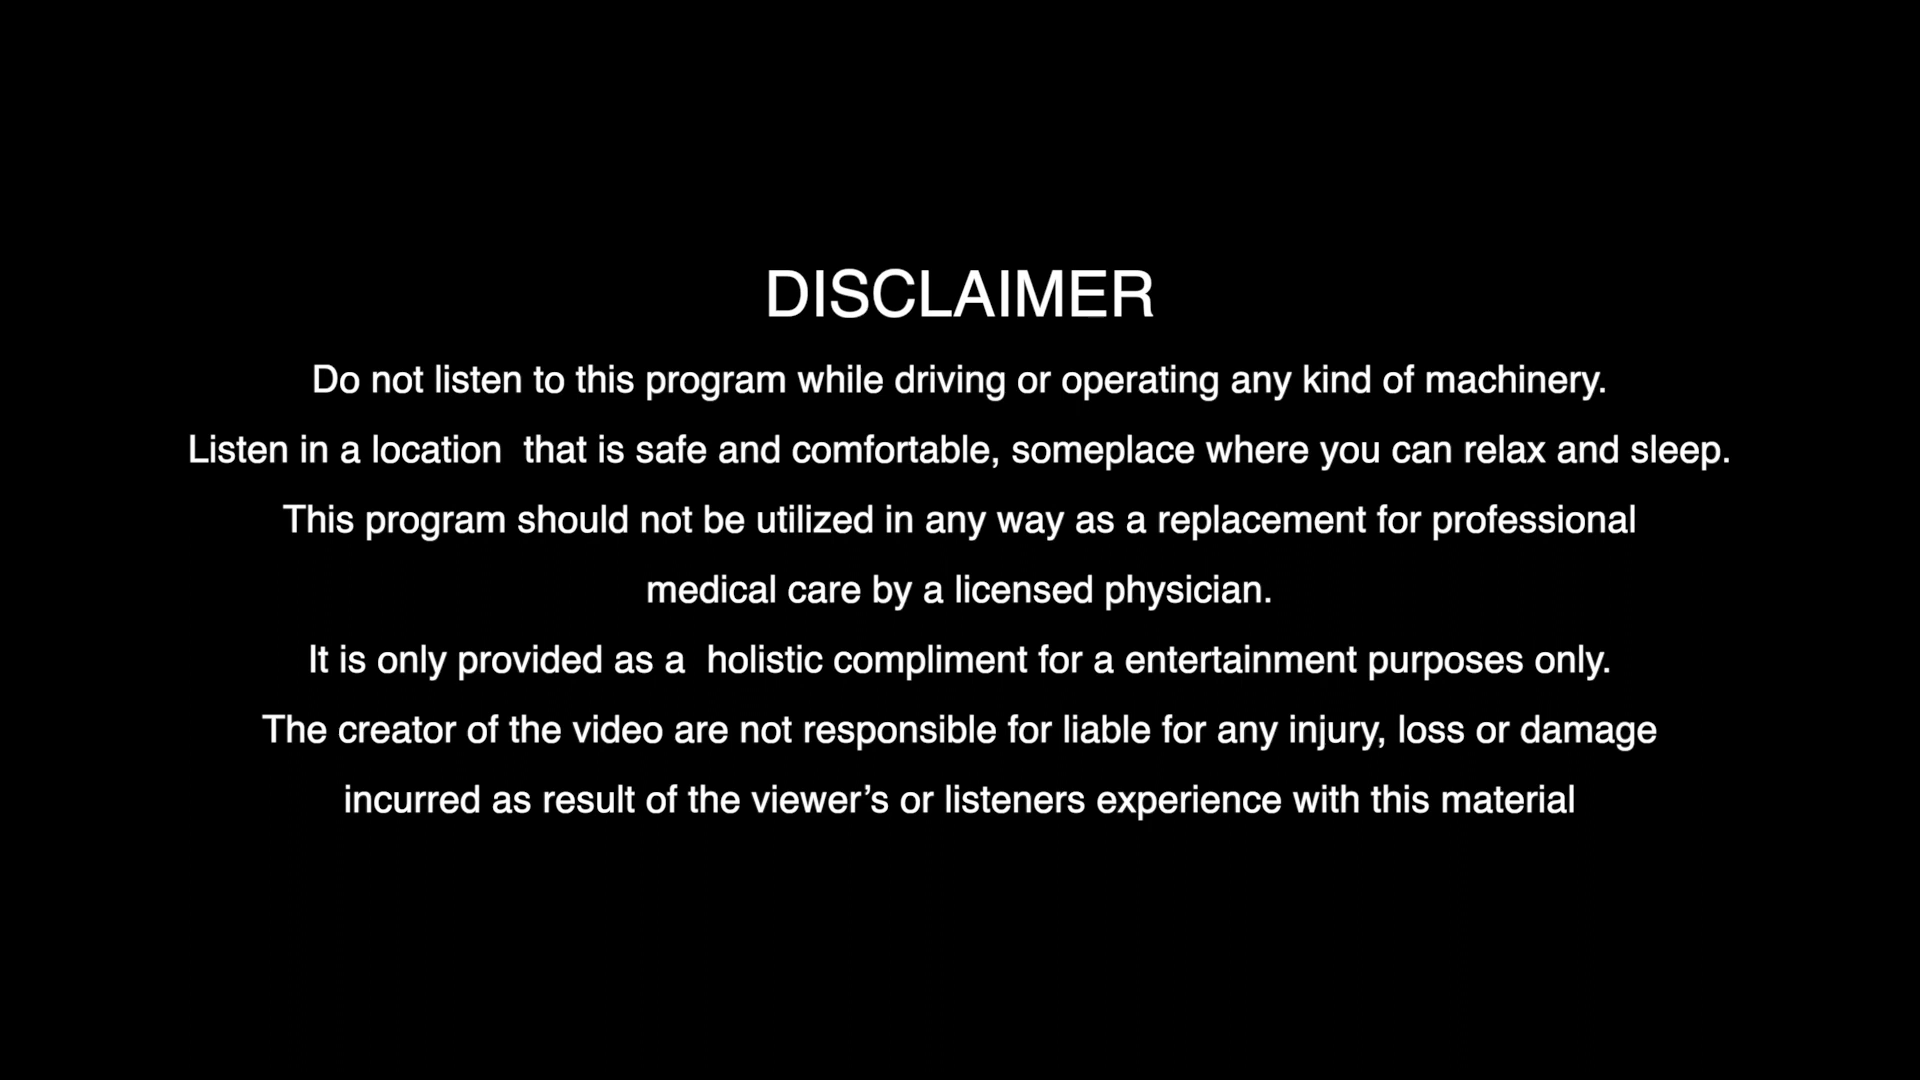 DISCLAIMER
Do not listen to this program while driving or operating any kind of machinery.
Listen in a location  that is safe and comfortable, someplace where you can relax and sleep.
This program should not be utilized in any way as a replacement for professional
medical care by a licensed physician.
It is only provided as a  holistic compliment for a entertainment purposes only.
The creator of the video are not responsible for liable for any injury, loss or damage
incurred as result of the viewer’s or listeners experience with this material